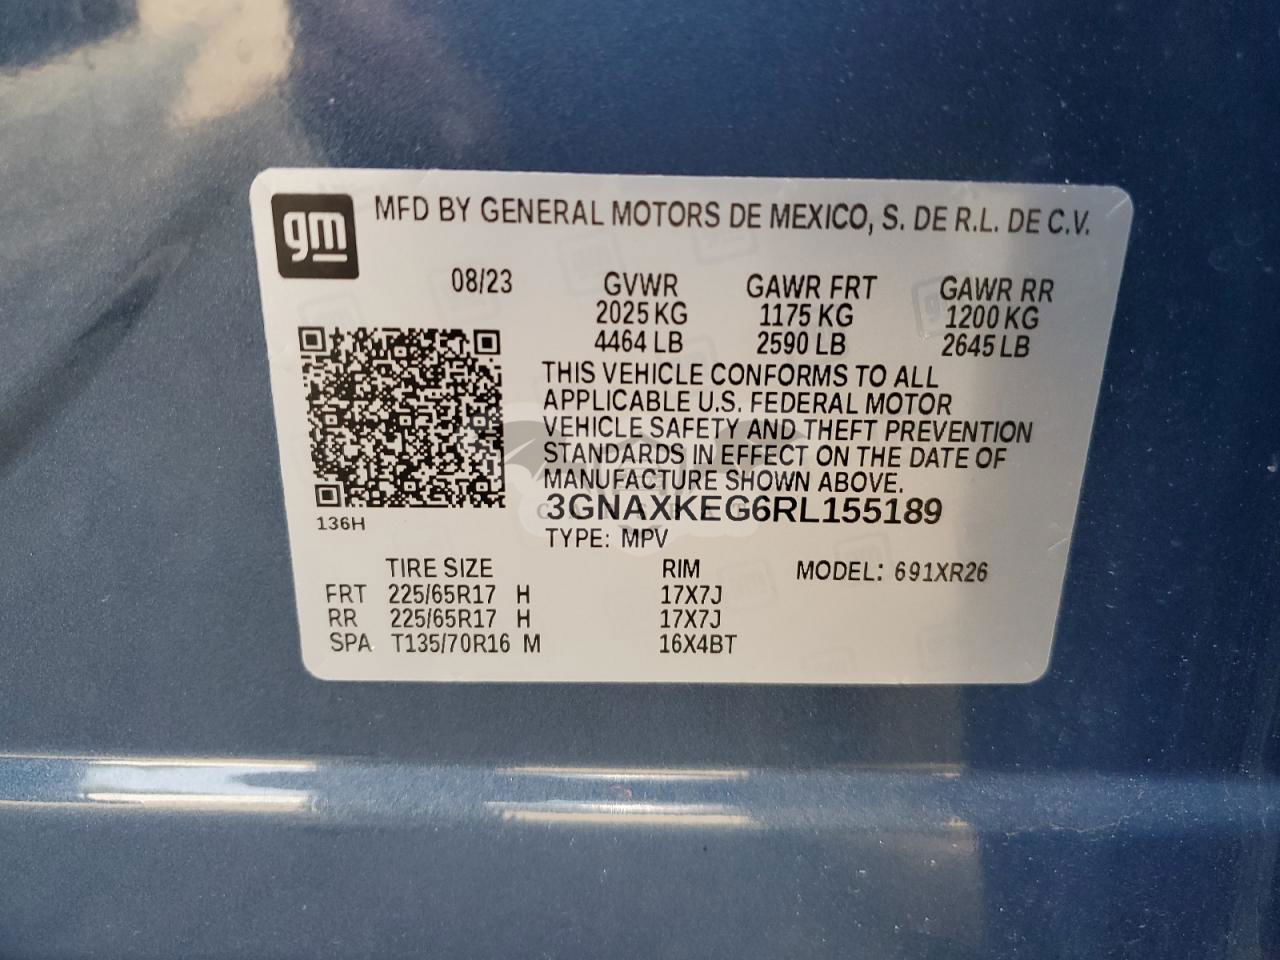 gm
MFD BY GENERAL MOTORS DE MEXICO, S. DE R.L. DE C.V.
08/23 GVWR GAWR FRT GAWR RR
2025 KG 1175 KG 1200 KG
4464 LB 2590 LB 2645 LB
THIS VEHICLE CONFORMS TO ALL
APPLICABLE U.S. FEDERAL MOTOR
VEHICLE SAFETY AND THEFT PREVENTION
STANDARDS IN EFFECT ON THE DATE OF
MANUFACTURE SHOWN ABOVE.
3GNAXKEG6RL155189
136H
TYPE: MPV
TIRE SIZE RIM MODEL: 691XR26
FRT 225/65R17 H 17X7J
RR 225/65R17 H 17X7J
SPA T135/70R16 M 16X4BT